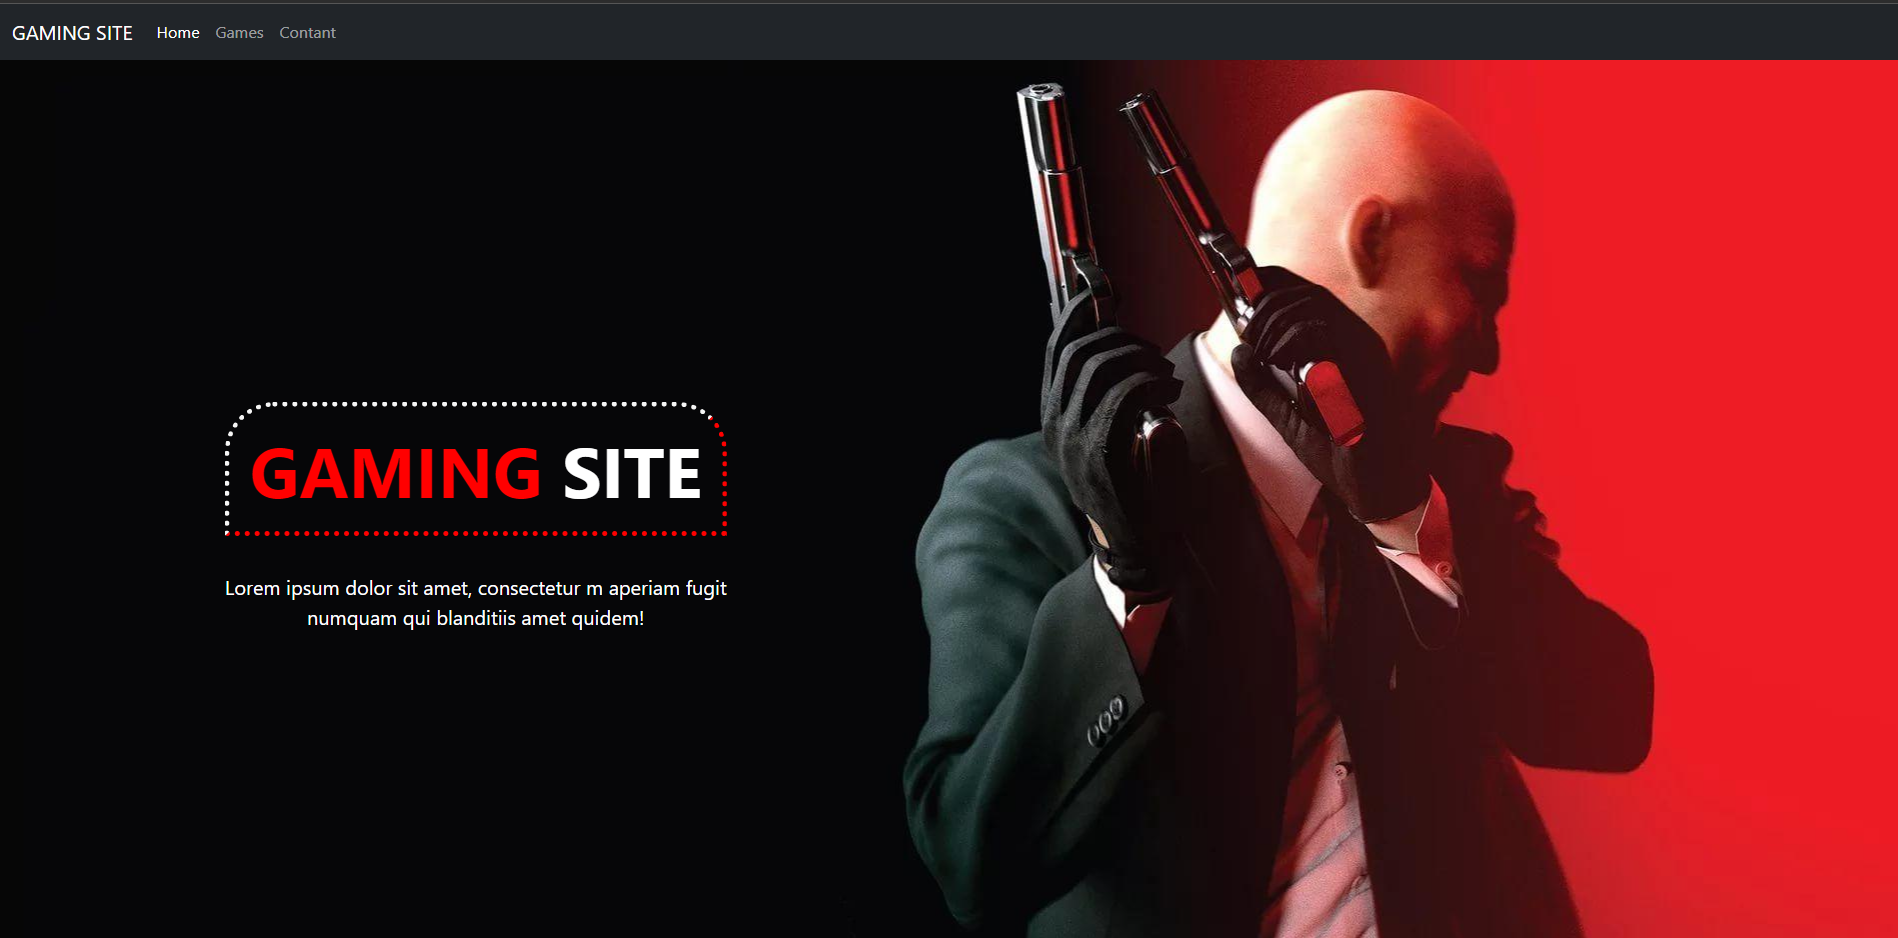 GAMING SITE Home Games Contant
GAMING SITE
Lorem ipsum dolor sit amet, consectetur m aperiam fugit
numquam qui blanditiis amet quidem!